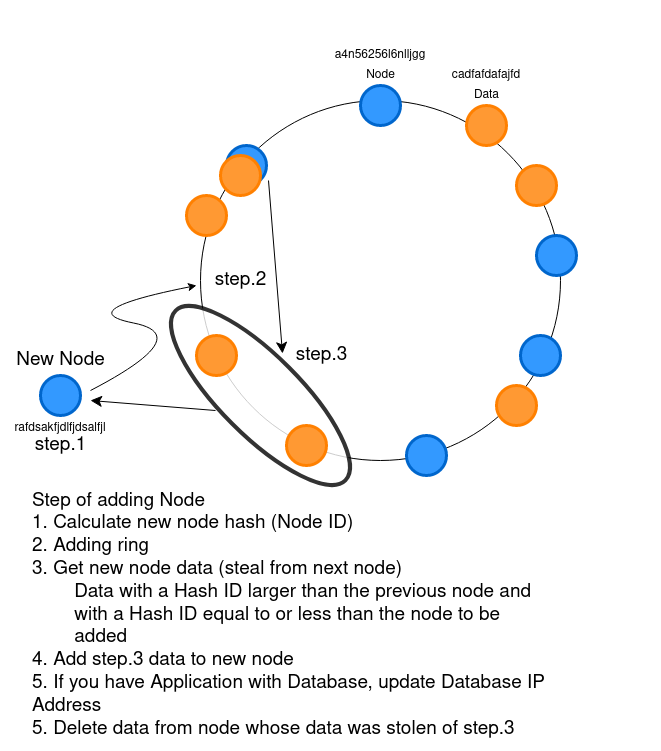 a4n56256l6nlljgg
Node
cadfafdafajfd
Data
step.2
step.3
New Node
rafdsakfjdlfjdsalfjl
step.1
Step of adding Node
1. Calculate new node hash (Node ID)
2. Adding ring
3. Get new node data (steal from next node)
Data with a Hash ID larger than the previous node and
with a Hash ID equal to or less than the node to be
added
4. Add step.3 data to new node
5. If you have Application with Database, update Database IP
Address
5. Delete data from node whose data was stolen of step.3